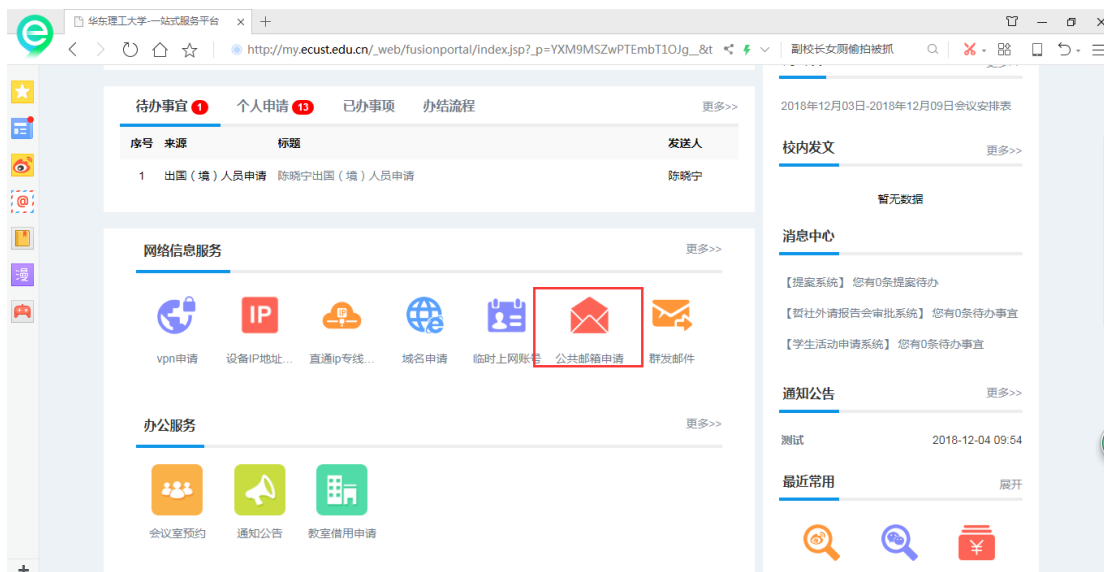 华东理工大学-一站式服务平台
http://my.ecust.edu.cn/_web/fusionportal/index.jsp?_p=YXM9MSZwPTEmbT1OJg__&t
副校长女厕偷拍被抓
待办事宜 1 个人申请 13 已办事项 办结流程 更多>>
序号 来源 标题 发送人
1 出国（境）人员申请 陈晓宁出国（境）人员申请 陈晓宁
网络信息服务 更多>>
IP
IP
vpn申请 设备IP地址... 直通ip专线... 域名申请 临时上网账号 公共邮箱申请 群发邮件
办公服务 更多>>
会议室预约 通知公告 教室借用申请
2018年12月03日-2018年12月09日会议安排表
校内发文 更多>>
暂无数据
消息中心
【提案系统】 您有0条提案待办
【哲社外请报告会审批系统】 您有0条待办事宜
【学生活动申请系统】 您有0条待办事宜
通知公告 更多>>
测试 2018-12-04 09:54
最近常用 展开
漫